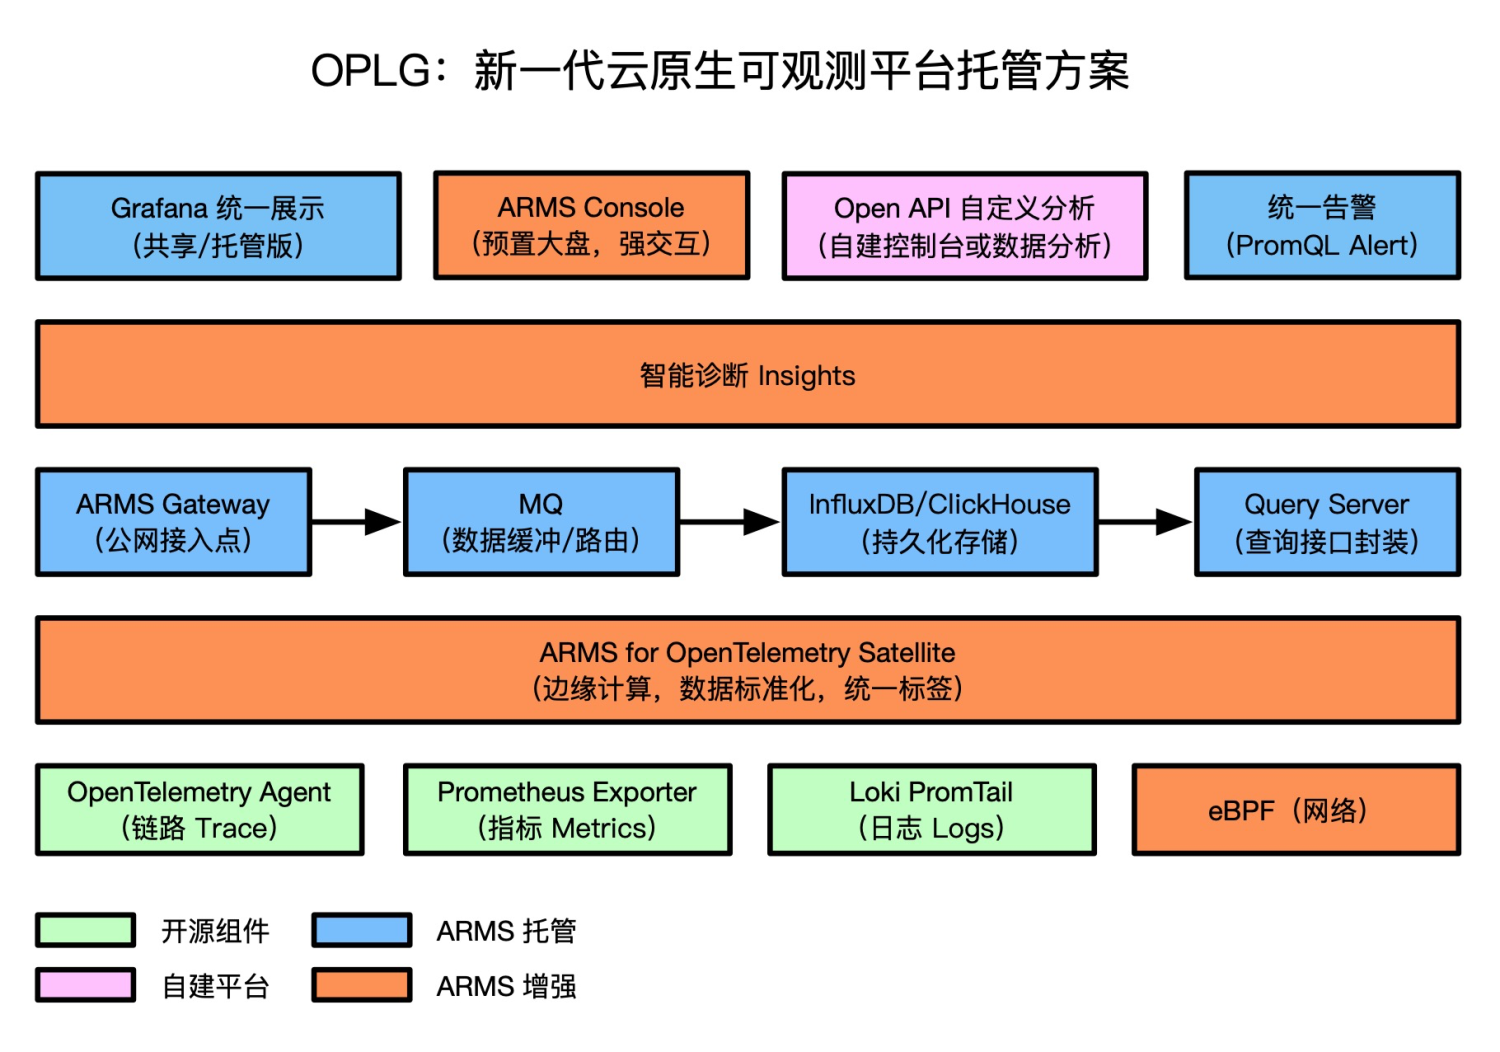 OPLG：新一代云原生可观测平台托管方案
Grafana 统一展示
（共享/托管版）
ARMS Console
（预置大盘，强交互）
Open API 自定义分析
（自建控制台或数据分析）
统一告警
（PromQL Alert）
智能诊断 Insights
ARMS Gateway
（公网接入点）
MQ
（数据缓冲/路由）
InfluxDB/ClickHouse
（持久化存储）
Query Server
（查询接口封装）
ARMS for OpenTelemetry Satellite
（边缘计算，数据标准化，统一标签）
OpenTelemetry Agent
（链路 Trace）
Prometheus Exporter
（指标 Metrics）
Loki PromTail
（日志 Logs）
eBPF（网络）
开源组件
ARMS 托管
自建平台
ARMS 增强